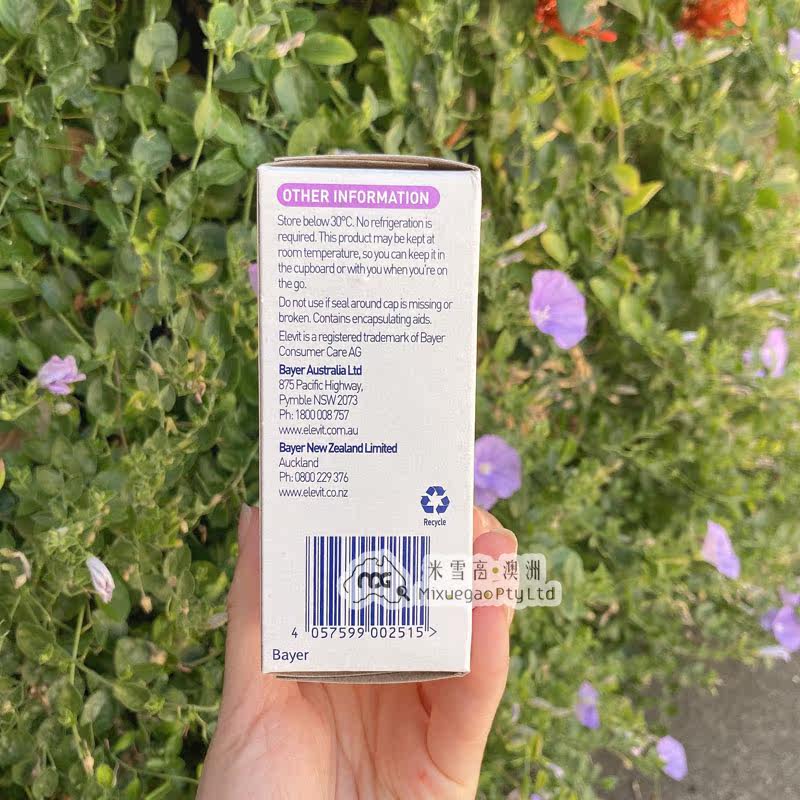 OTHER INFORMATION
Store below 30°C. No refrigeration is
required. This product may be kept at
room temperature, so you can keep it in
the cupboard or with you when you're on
the go.
Do not use if seal around cap is missing or
broken. Contains encapsulating aids.
Elevit is a registered trademark of Bayer
Consumer Care AG
Bayer Australia Ltd
875 Pacific Highway,
Pymble NSW 2073
Ph: 1800 008 757
www.elevit.com.au
Bayer New Zealand Limited
Auckland
Ph: 0800 229 376
www.elevit.co.nz
Recycle
MG
米雪高·澳洲
Mixuegao Pty Ltd
4 057599 002515 >
Bayer